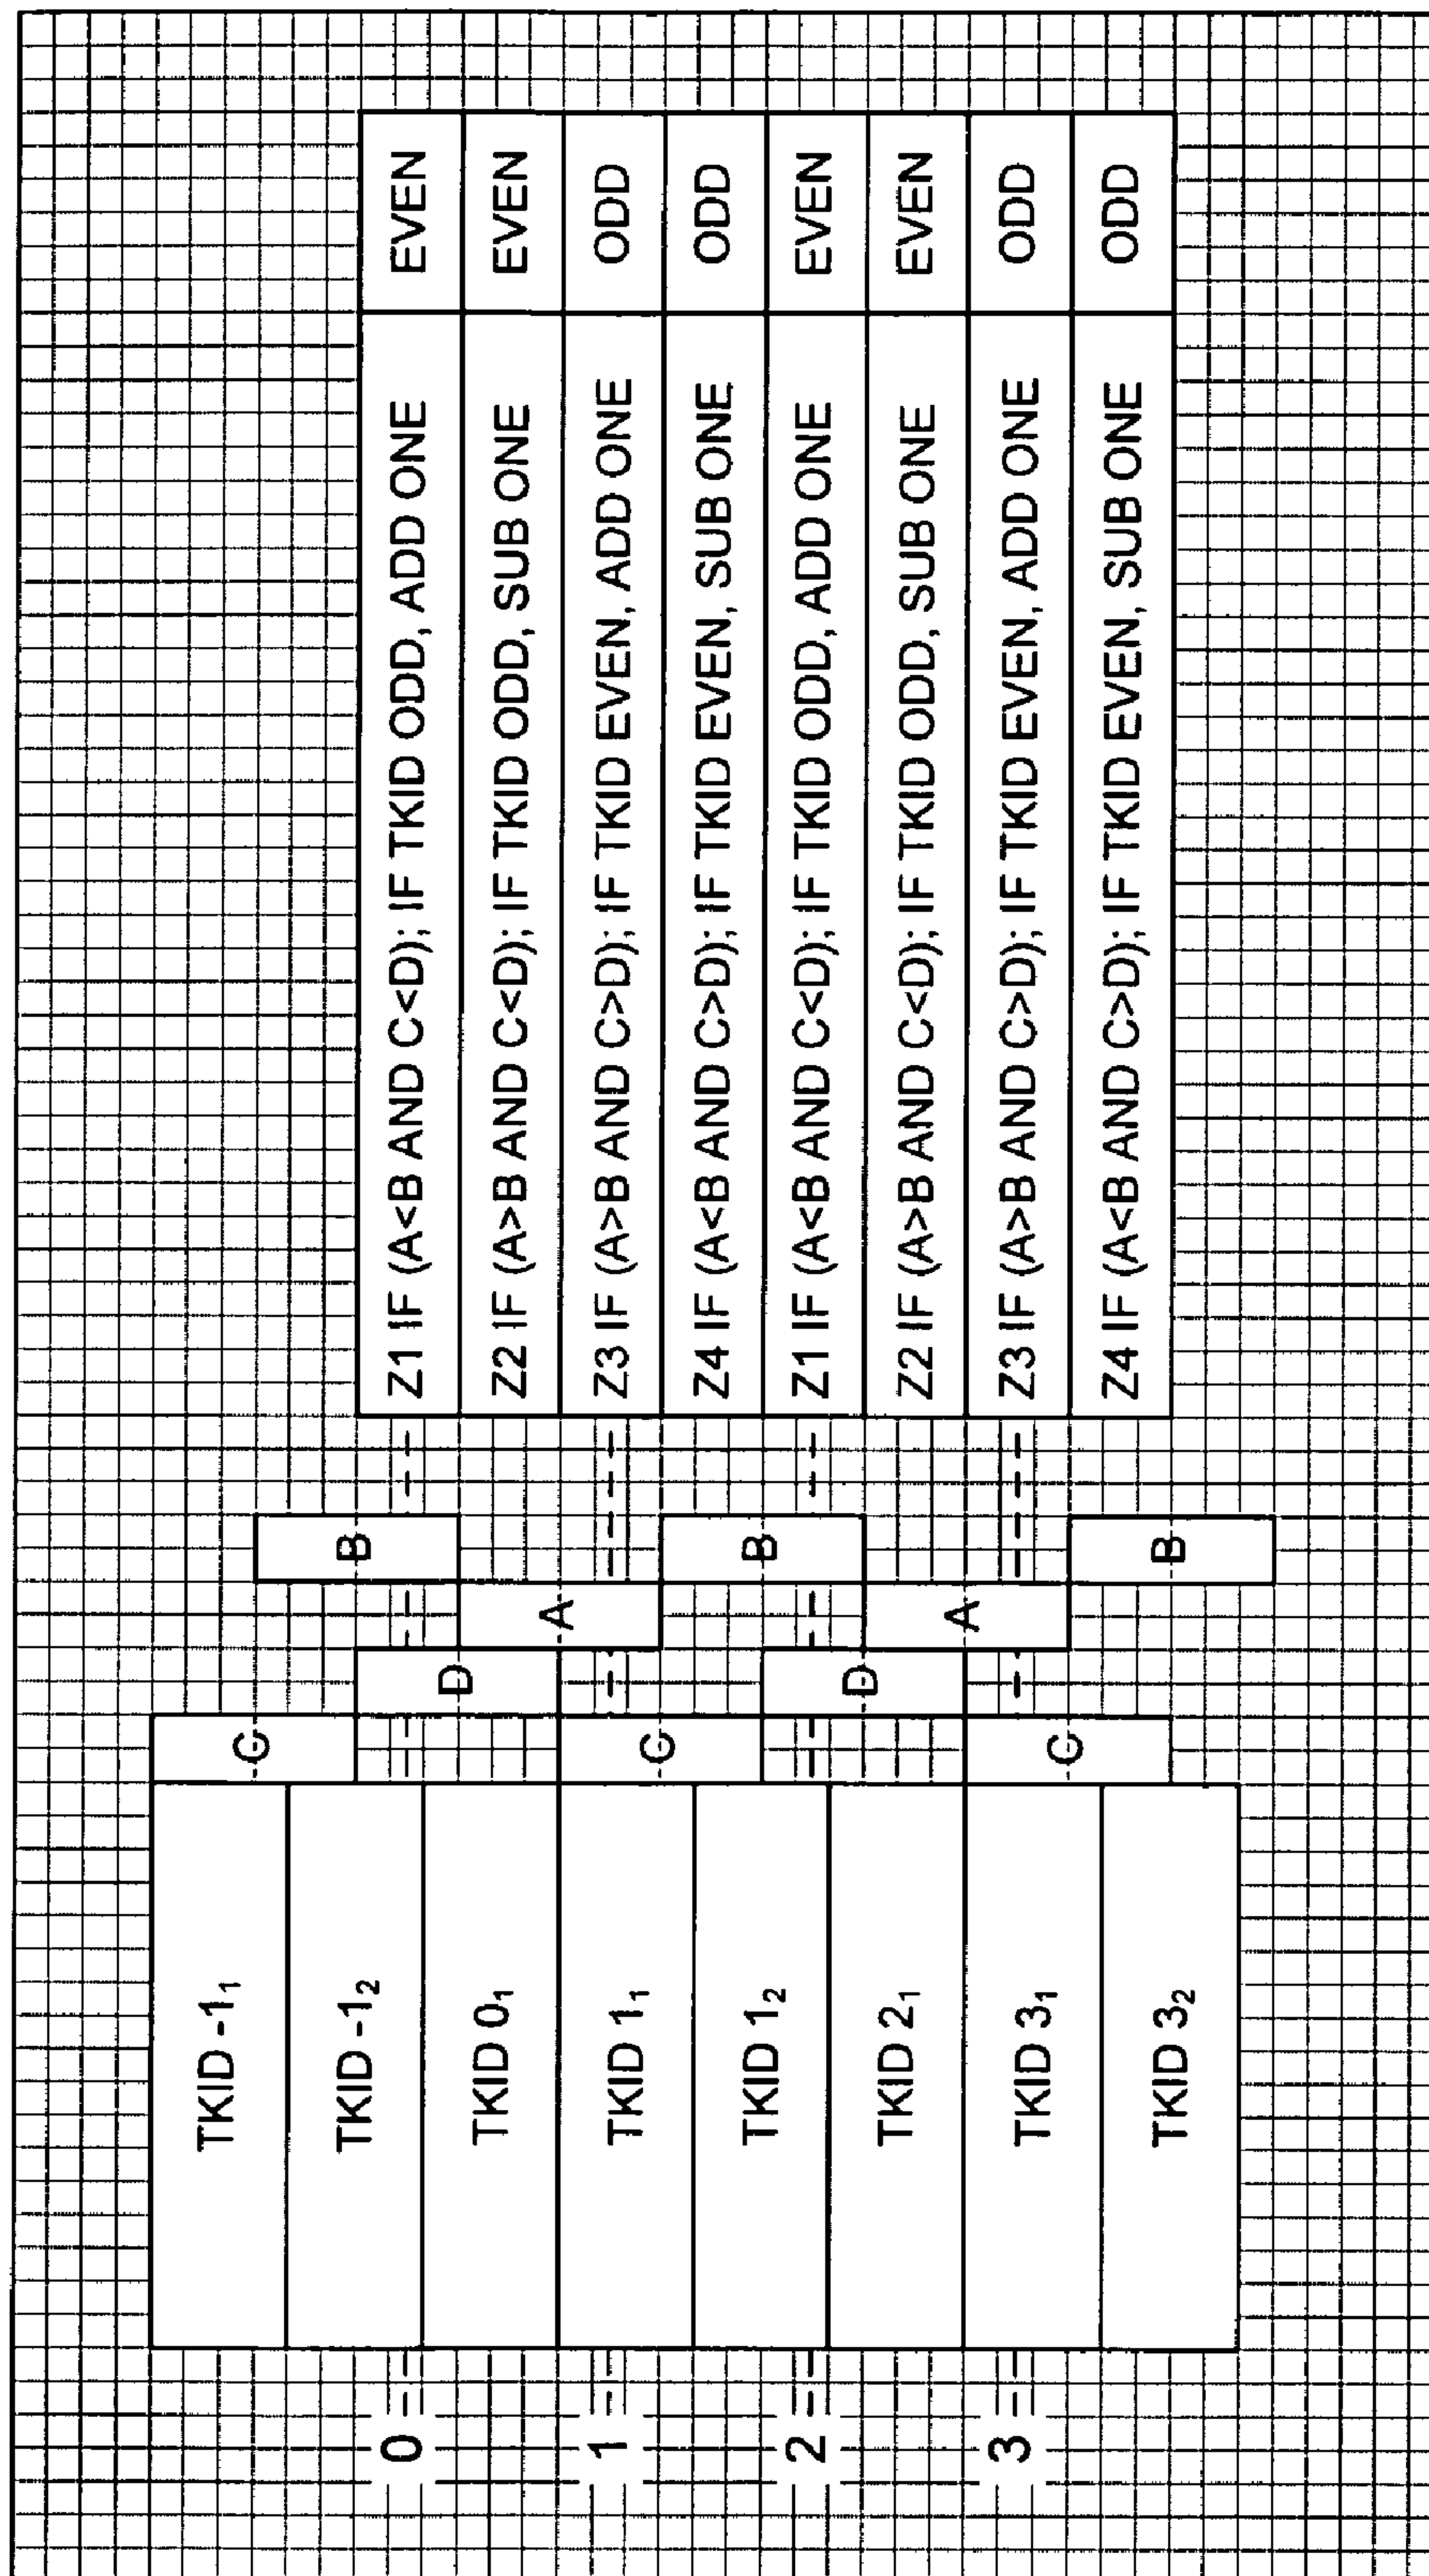 0
1
2
3
TKID -1₁
TKID -1₂
TKID 0₁
TKID 1₁
TKID 1₂
TKID 2₁
TKID 3₁
TKID 3₂
C
C
C
D
D
A
A
B
B
B
Z1 IF (A<B AND C<D); IF TKID ODD, ADD ONE EVEN
Z2 IF (A>B AND C<D); IF TKID ODD, SUB ONE EVEN
Z3 IF (A>B AND C>D); IF TKID EVEN, ADD ONE ODD
Z4 IF (A<B AND C>D); IF TKID EVEN, SUB ONE ODD
Z1 IF (A<B AND C<D); IF TKID ODD, ADD ONE EVEN
Z2 IF (A>B AND C<D); IF TKID ODD, SUB ONE EVEN
Z3 IF (A>B AND C>D); IF TKID EVEN, ADD ONE ODD
Z4 IF (A<B AND C>D); IF TKID EVEN, SUB ONE ODD